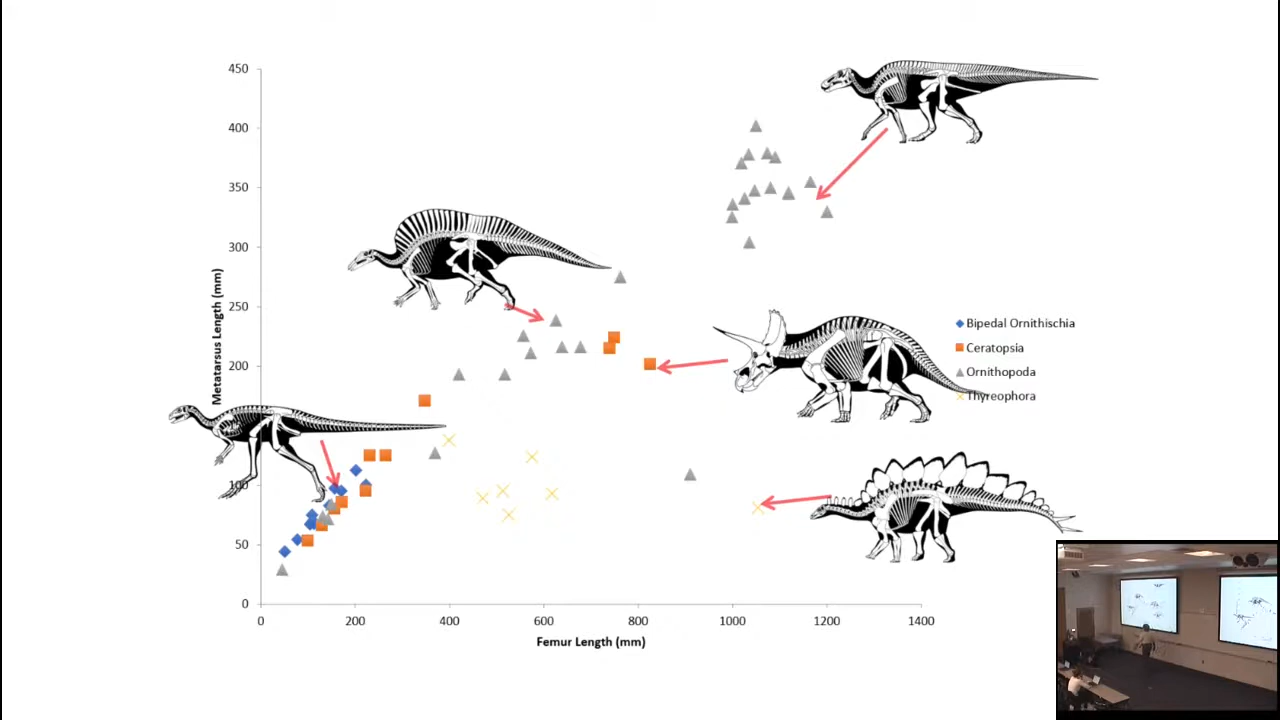 450
400
350
300
250
200
100
50
0
Metatarsus Length (mm)
0 200 400 600 800 1000 1200 1400
Femur Length (mm)
Bipedal Ornithischia
Ceratopsia
Ornithopoda
Thyreophora